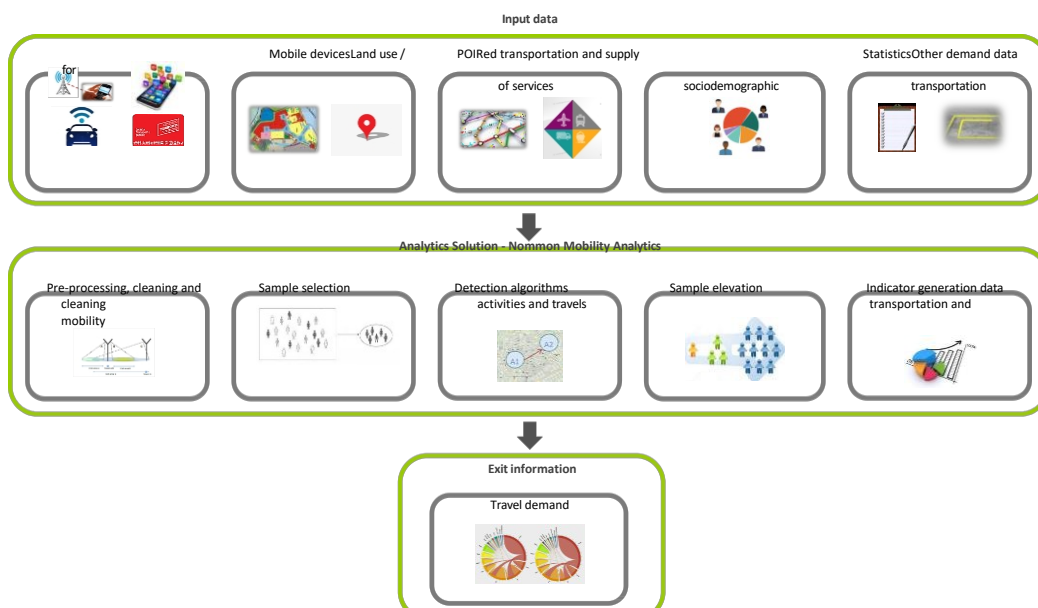 Input data
Mobile devicesLand use /
POIRed transportation and supply
StatisticsOther demand data
for
of services
sociodemographic
transportation
Analytics Solution - Nommon Mobility Analytics
Pre-processing, cleaning and
cleaning
mobility
Sample selection
Detection algorithms
activities and travels
A1
A2
Sample elevation
Indicator generation data
transportation and
Exit information
Travel demand